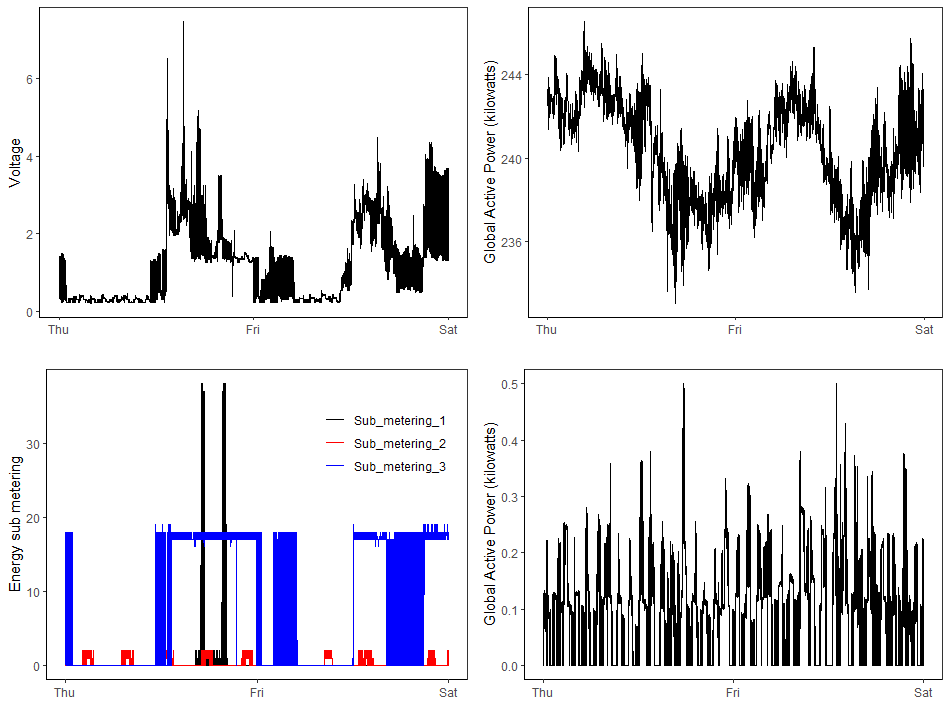 Voltage
6
4
2
0
Thu Fri Sat
Global Active Power (kilowatts)
244
240
236
Thu Fri Sat
Energy sub metering
30
20
10
0
Sub_metering_1
Sub_metering_2
Sub_metering_3
Thu Fri Sat
Global Active Power (kilowatts)
0.5
0.4
0.3
0.2
0.1
0.0
Thu Fri Sat